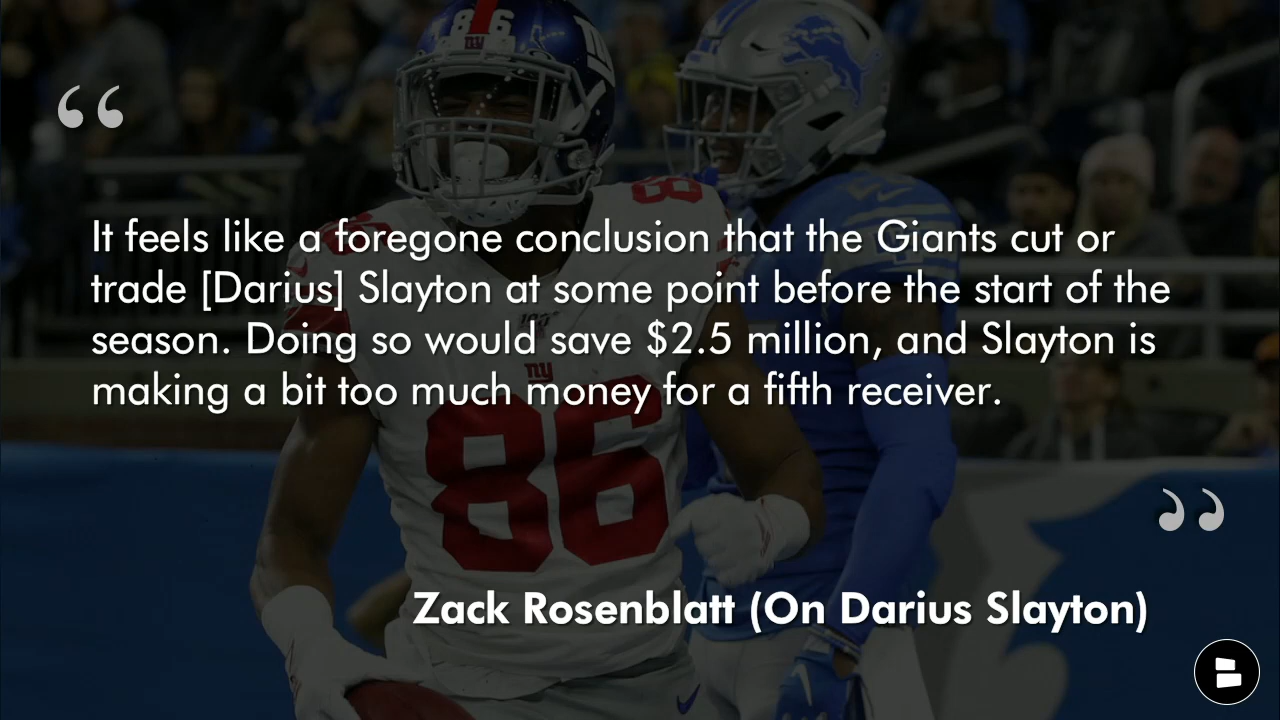 “
It feels like a foregone conclusion that the Giants cut or
trade [Darius] Slayton at some point before the start of the
season. Doing so would save $2.5 million, and Slayton is
making a bit too much money for a fifth receiver.
”
Zack Rosenblatt (On Darius Slayton)
86
86